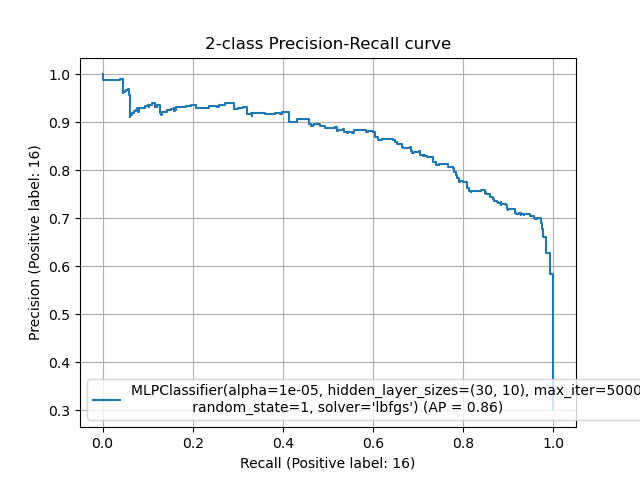 2-class Precision-Recall curve
1.0
0.9
0.8
0.7
0.6
0.5
0.4
0.3
Precision (Positive label: 16)
MLPClassifier(alpha=1e-05, hidden_layer_sizes=(30, 10), max_iter=5000
random_state=1, solver='lbfgs') (AP = 0.86)
0.0 0.2 0.4 0.6 0.8 1.0
Recall (Positive label: 16)